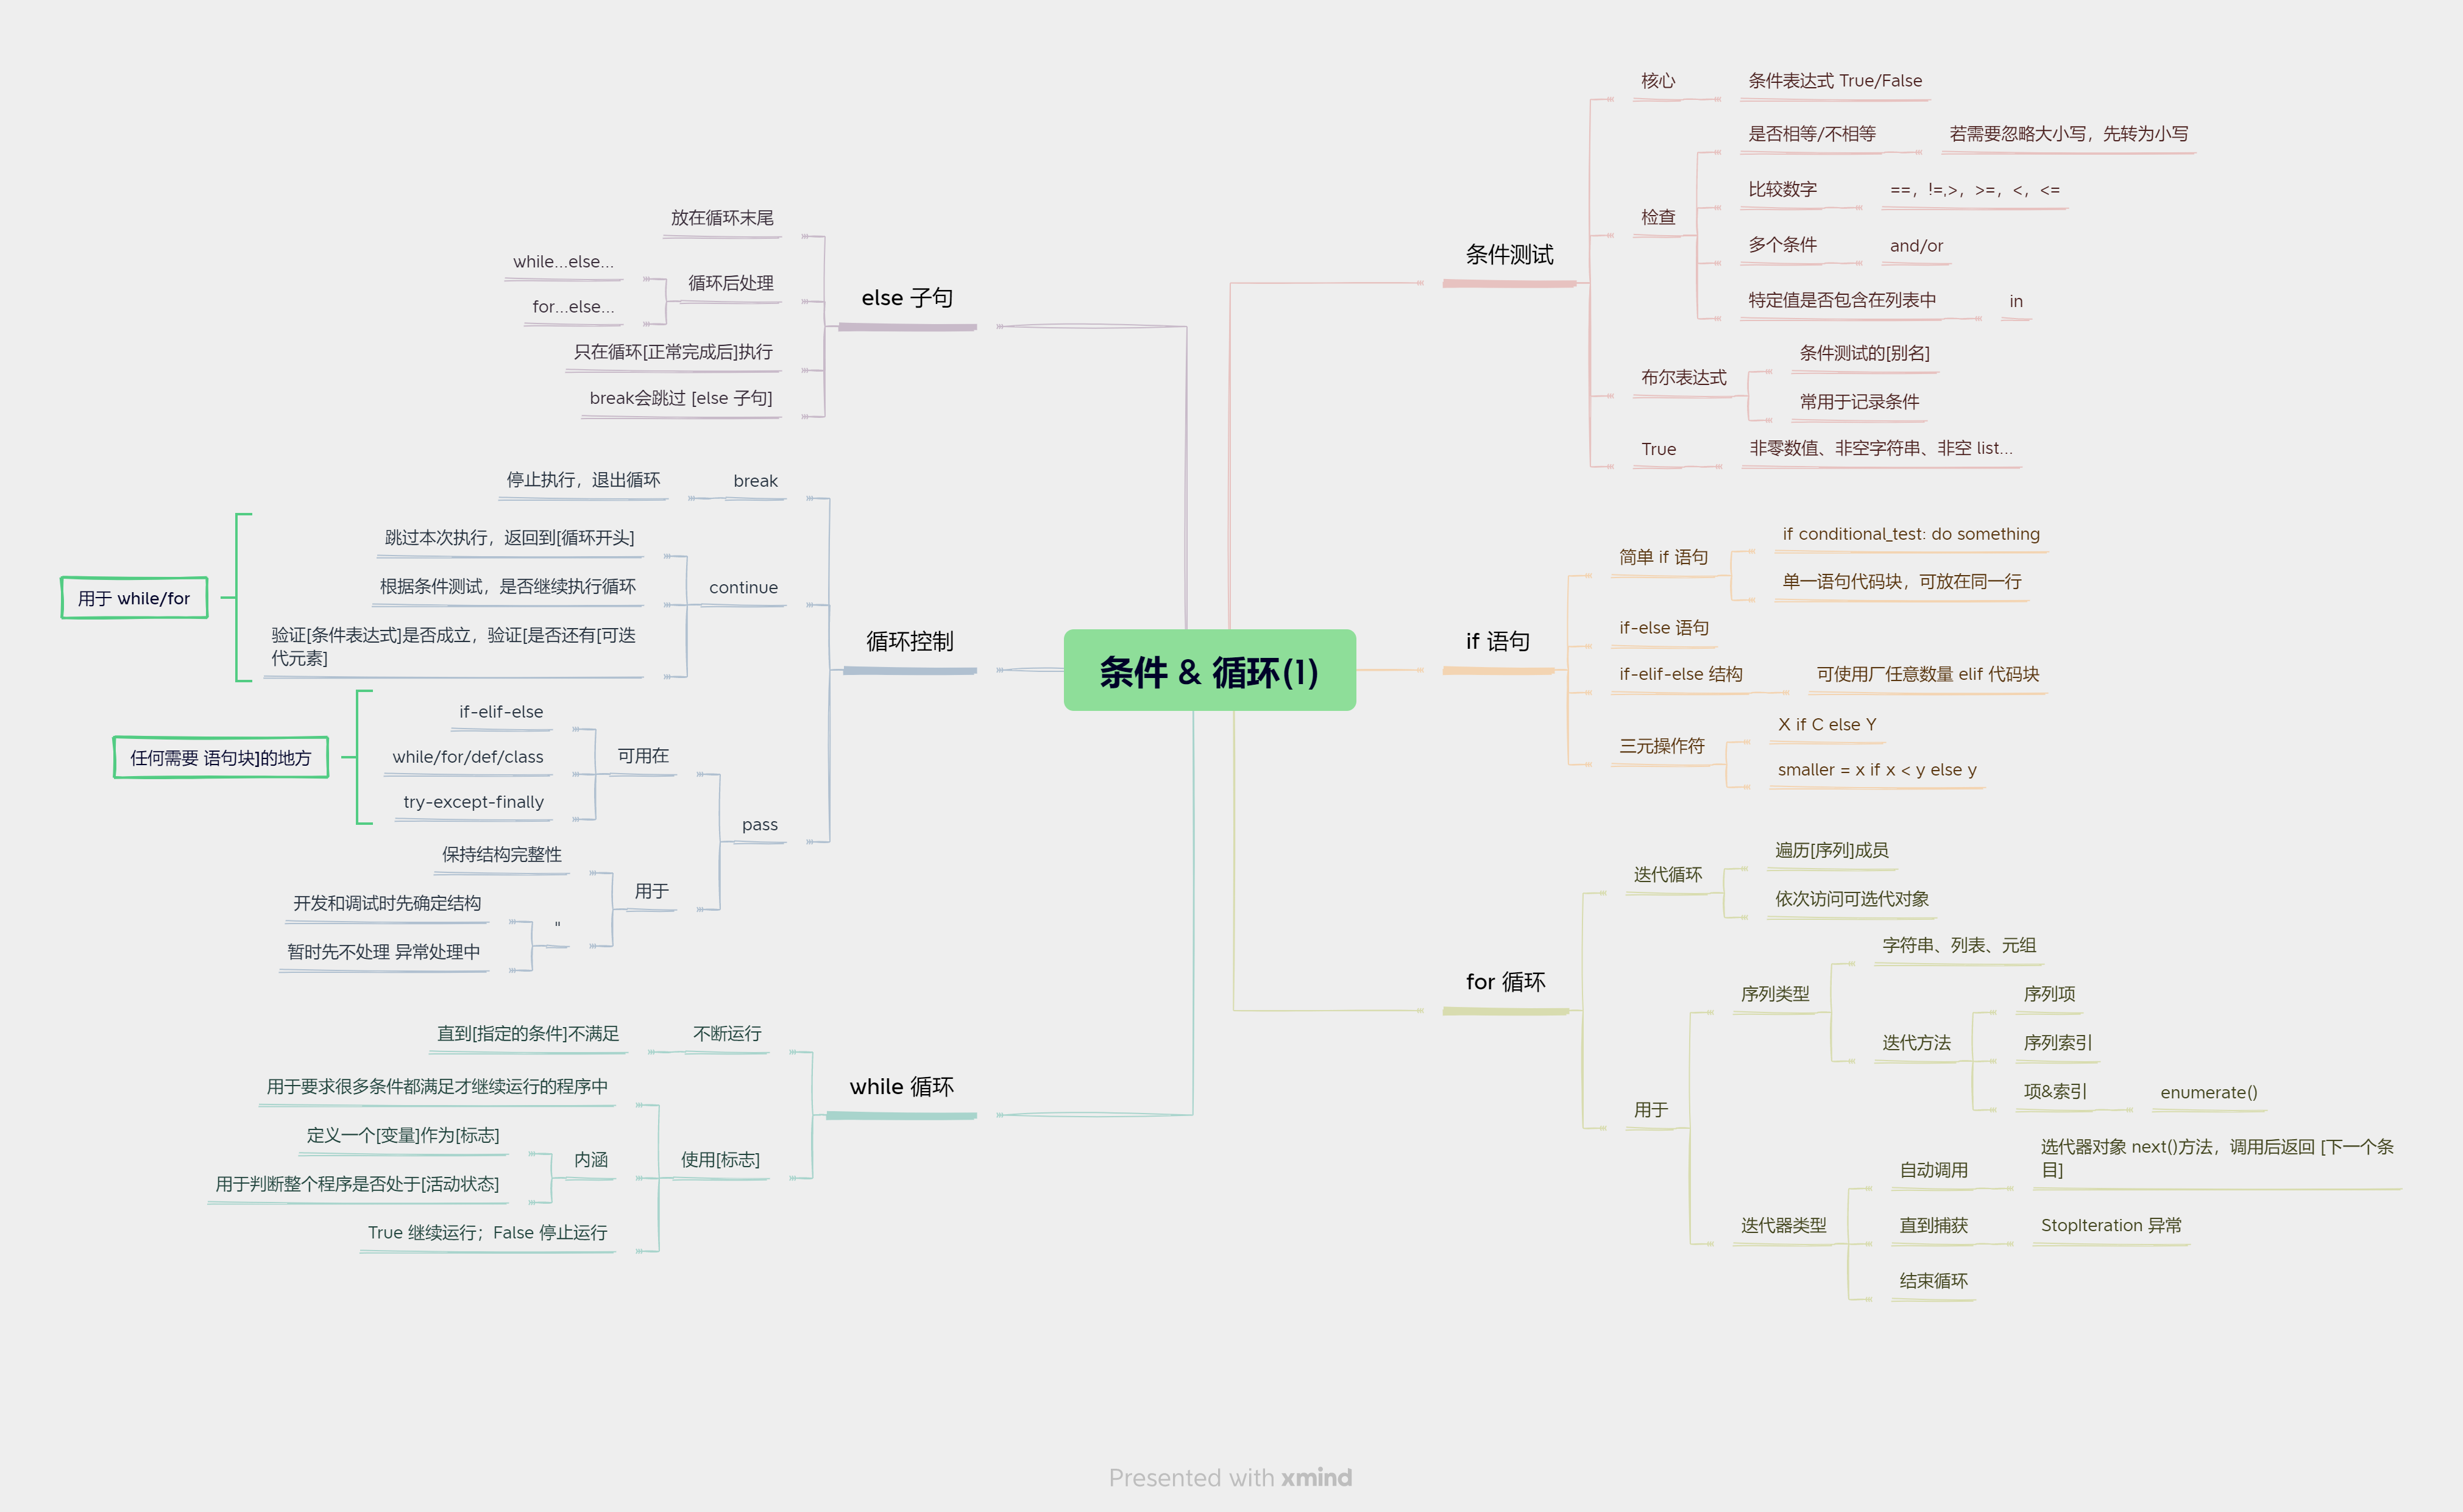 条件 & 循环(1)
条件测试
核心
条件表达式 True/False
检查
是否相等/不相等
若需要忽略大小写，先转为小写
比较数字
==，!=,>，>=，<，<=
多个条件
and/or
特定值是否包含在列表中
in
布尔表达式
条件测试的[别名]
常用于记录条件
True
非零数值、非空字符串、非空 list...
if 语句
简单 if 语句
if conditional_test: do something
单一语句代码块，可放在同一行
if-else 语句
if-elif-else 结构
可使用厂任意数量 elif 代码块
三元操作符
X if C else Y
smaller = x if x < y else y
for 循环
迭代循环
遍历[序列]成员
依次访问可选代对象
用于
序列类型
字符串、列表、元组
迭代方法
序列项
序列索引
项&索引
enumerate()
迭代器类型
自动调用
选代器对象 next()方法，调用后返回 [下一个条
目]
直到捕获
StopIteration 异常
结束循环
else 子句
放在循环末尾
循环后处理
while...else...
for...else...
只在循环[正常完成后]执行
break会跳过 [else 子句]
循环控制
break
停止执行，退出循环
continue
跳过本次执行，返回到[循环开头]
根据条件测试，是否继续执行循环
验证[条件表达式]是否成立，验证[是否还有[可迭
代元素]
用于 while/for
pass
可用在
if-elif-else
while/for/def/class
try-except-finally
任何需要 语句块]的地方
用于
保持结构完整性
"
开发和调试时先确定结构
暂时先不处理 异常处理中
while 循环
不断运行
直到[指定的条件]不满足
使用[标志]
用于要求很多条件都满足才继续运行的程序中
内涵
定义一个[变量]作为[标志]
用于判断整个程序是否处于[活动状态]
True 继续运行；False 停止运行
Presented with xmind